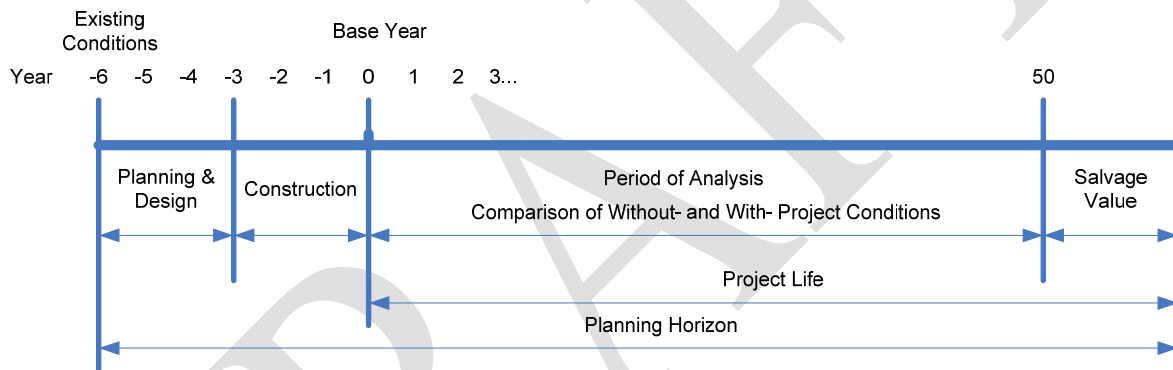 Existing
Conditions
Base Year
Year -6 -5 -4 -3 -2 -1 0 1 2 3... 50
Planning &
Design
Construction
Period of Analysis
Comparison of Without- and With- Project Conditions
Salvage
Value
Project Life
Planning Horizon